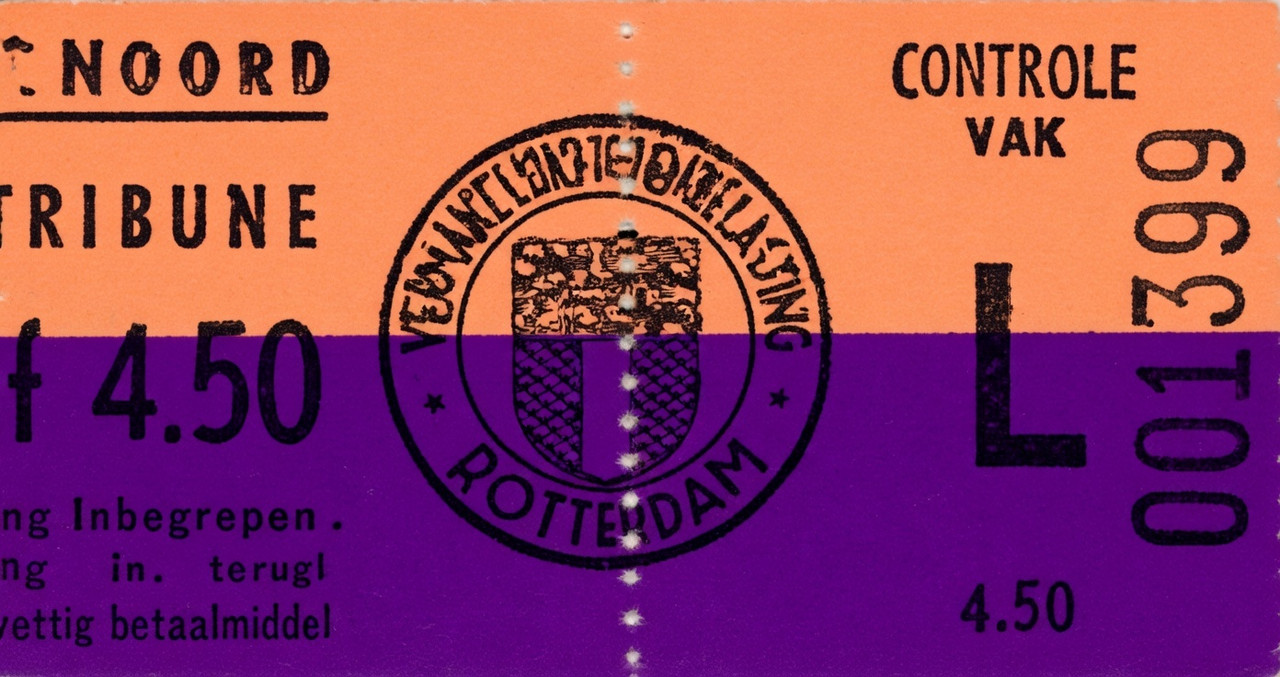 NOORD
TRIBUNE
f 4.50
ng Inbegrepen.
ng in. terugl
vettig betaalmiddel
ROTTERDAM
CONTROLE
VAK
L
001399
4.50